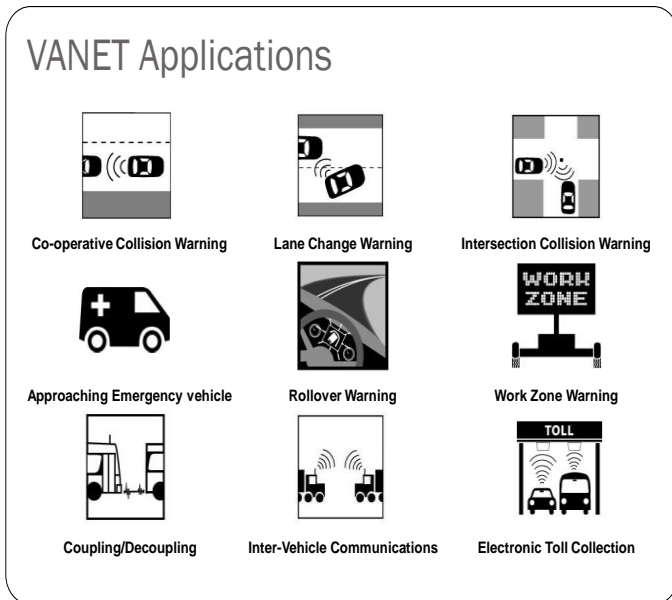 VANET Applications
Co-operative Collision Warning
Lane Change Warning
Intersection Collision Warning
WORK
ZONE
Approaching Emergency vehicle
Rollover Warning
Work Zone Warning
TOLL
Coupling/Decoupling
Inter-Vehicle Communications
Electronic Toll Collection